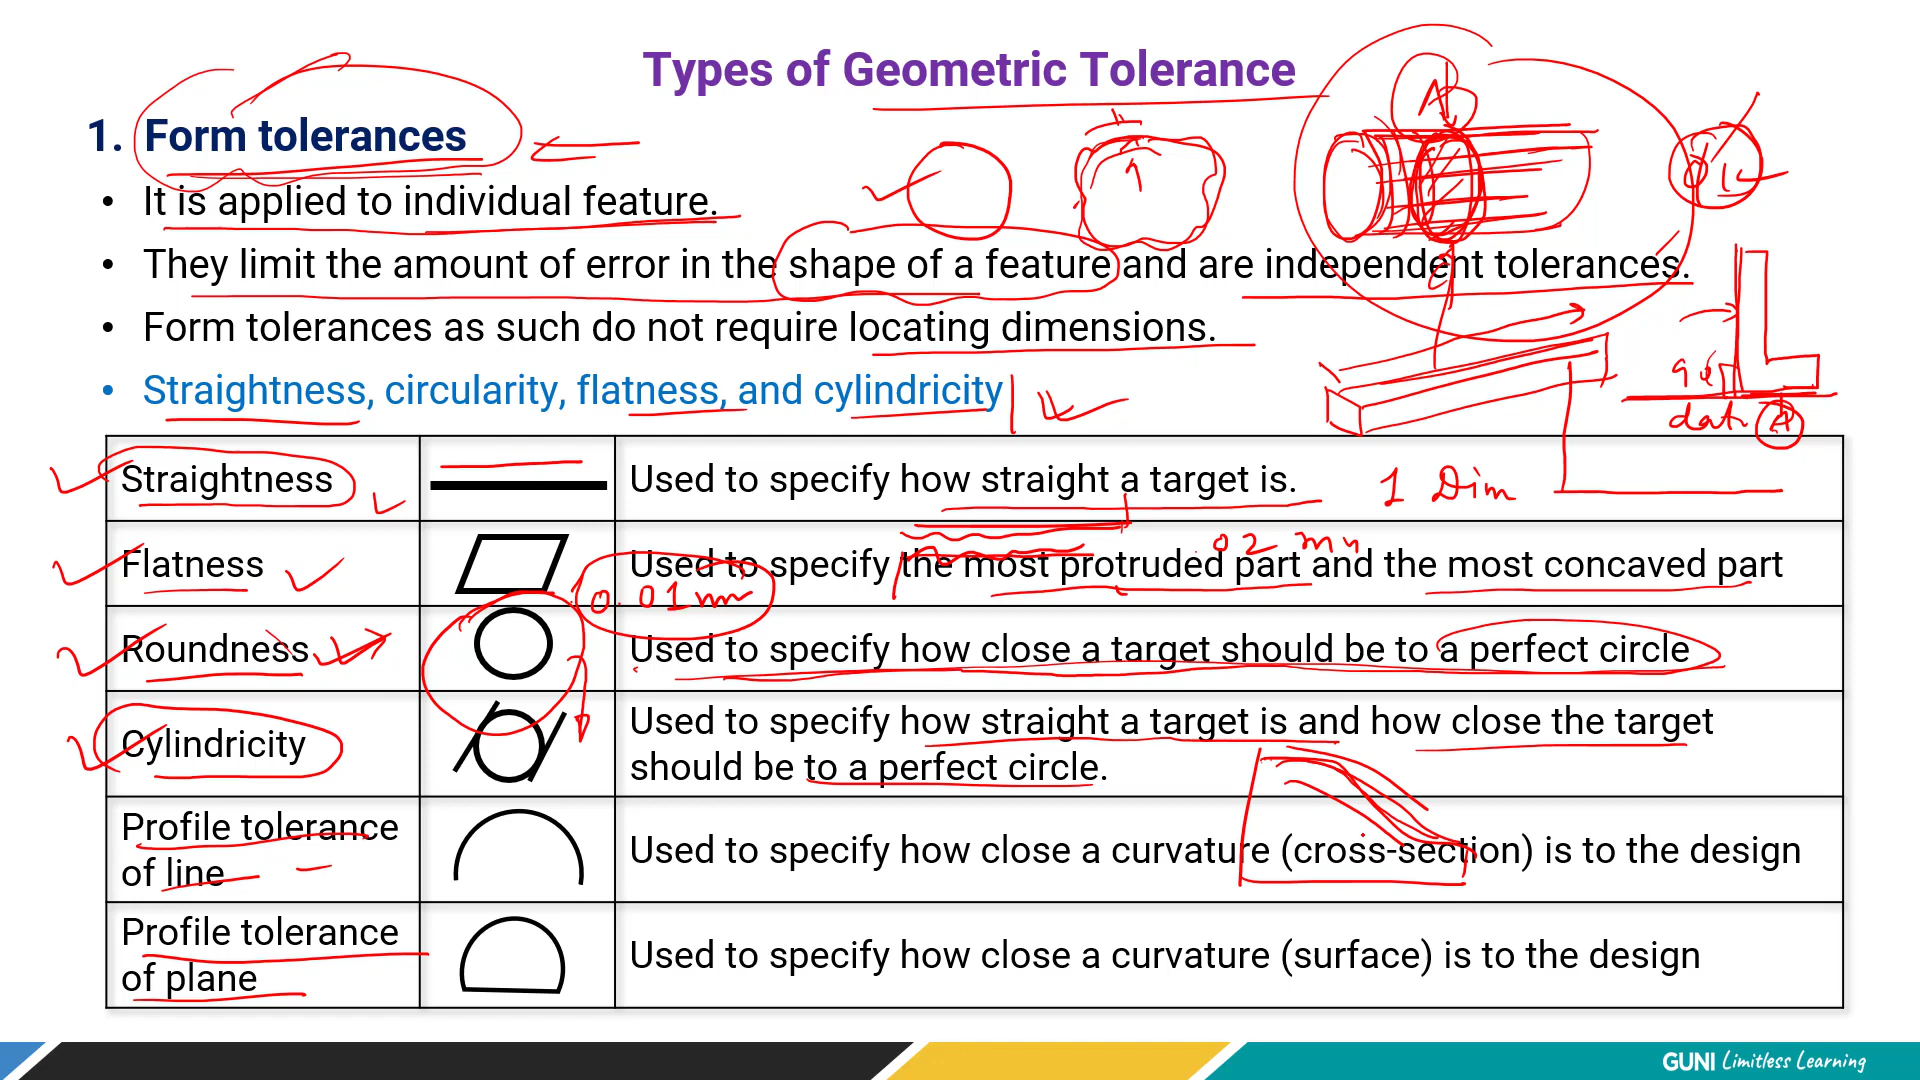 Types of Geometric Tolerance
1. Form tolerances
• It is applied to individual feature.
• They limit the amount of error in the shape of a feature and are independent tolerances.
• Form tolerances as such do not require locating dimensions.
• Straightness, circularity, flatness, and cylindricity
A
dat. A
Straightness
Used to specify how straight a target is.
1 Dim
Flatness
Used to specify the most protruded part and the most concaved part
02 mm
0.01mm
Roundness
Used to specify how close a target should be to a perfect circle
Cylindricity
Used to specify how straight a target is and how close the target
should be to a perfect circle.
Profile tolerance
of line
Used to specify how close a curvature (cross-section) is to the design
Profile tolerance
of plane
Used to specify how close a curvature (surface) is to the design
GUNI Limitless Learning